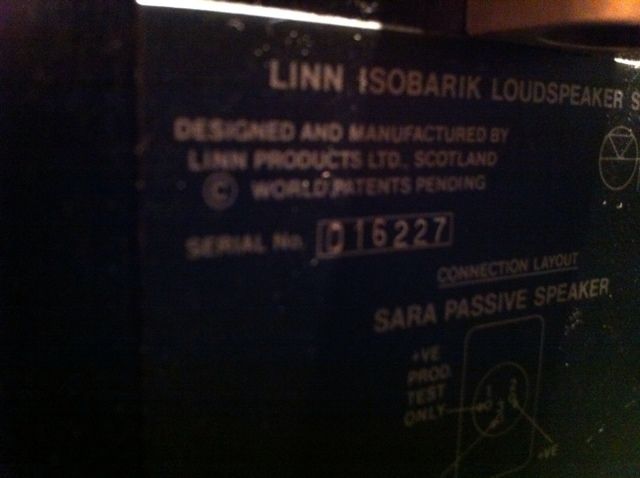 LINN ISOBARIK LOUDSPEAKER S
DESIGNED AND MANUFACTURED BY
LINN PRODUCTS LTD., SCOTLAND
© WORLD PATENTS PENDING
SERIAL No. 016227
CONNECTION LAYOUT
SARA PASSIVE SPEAKER
+VE
PROD.
TEST
ONLY
+VE